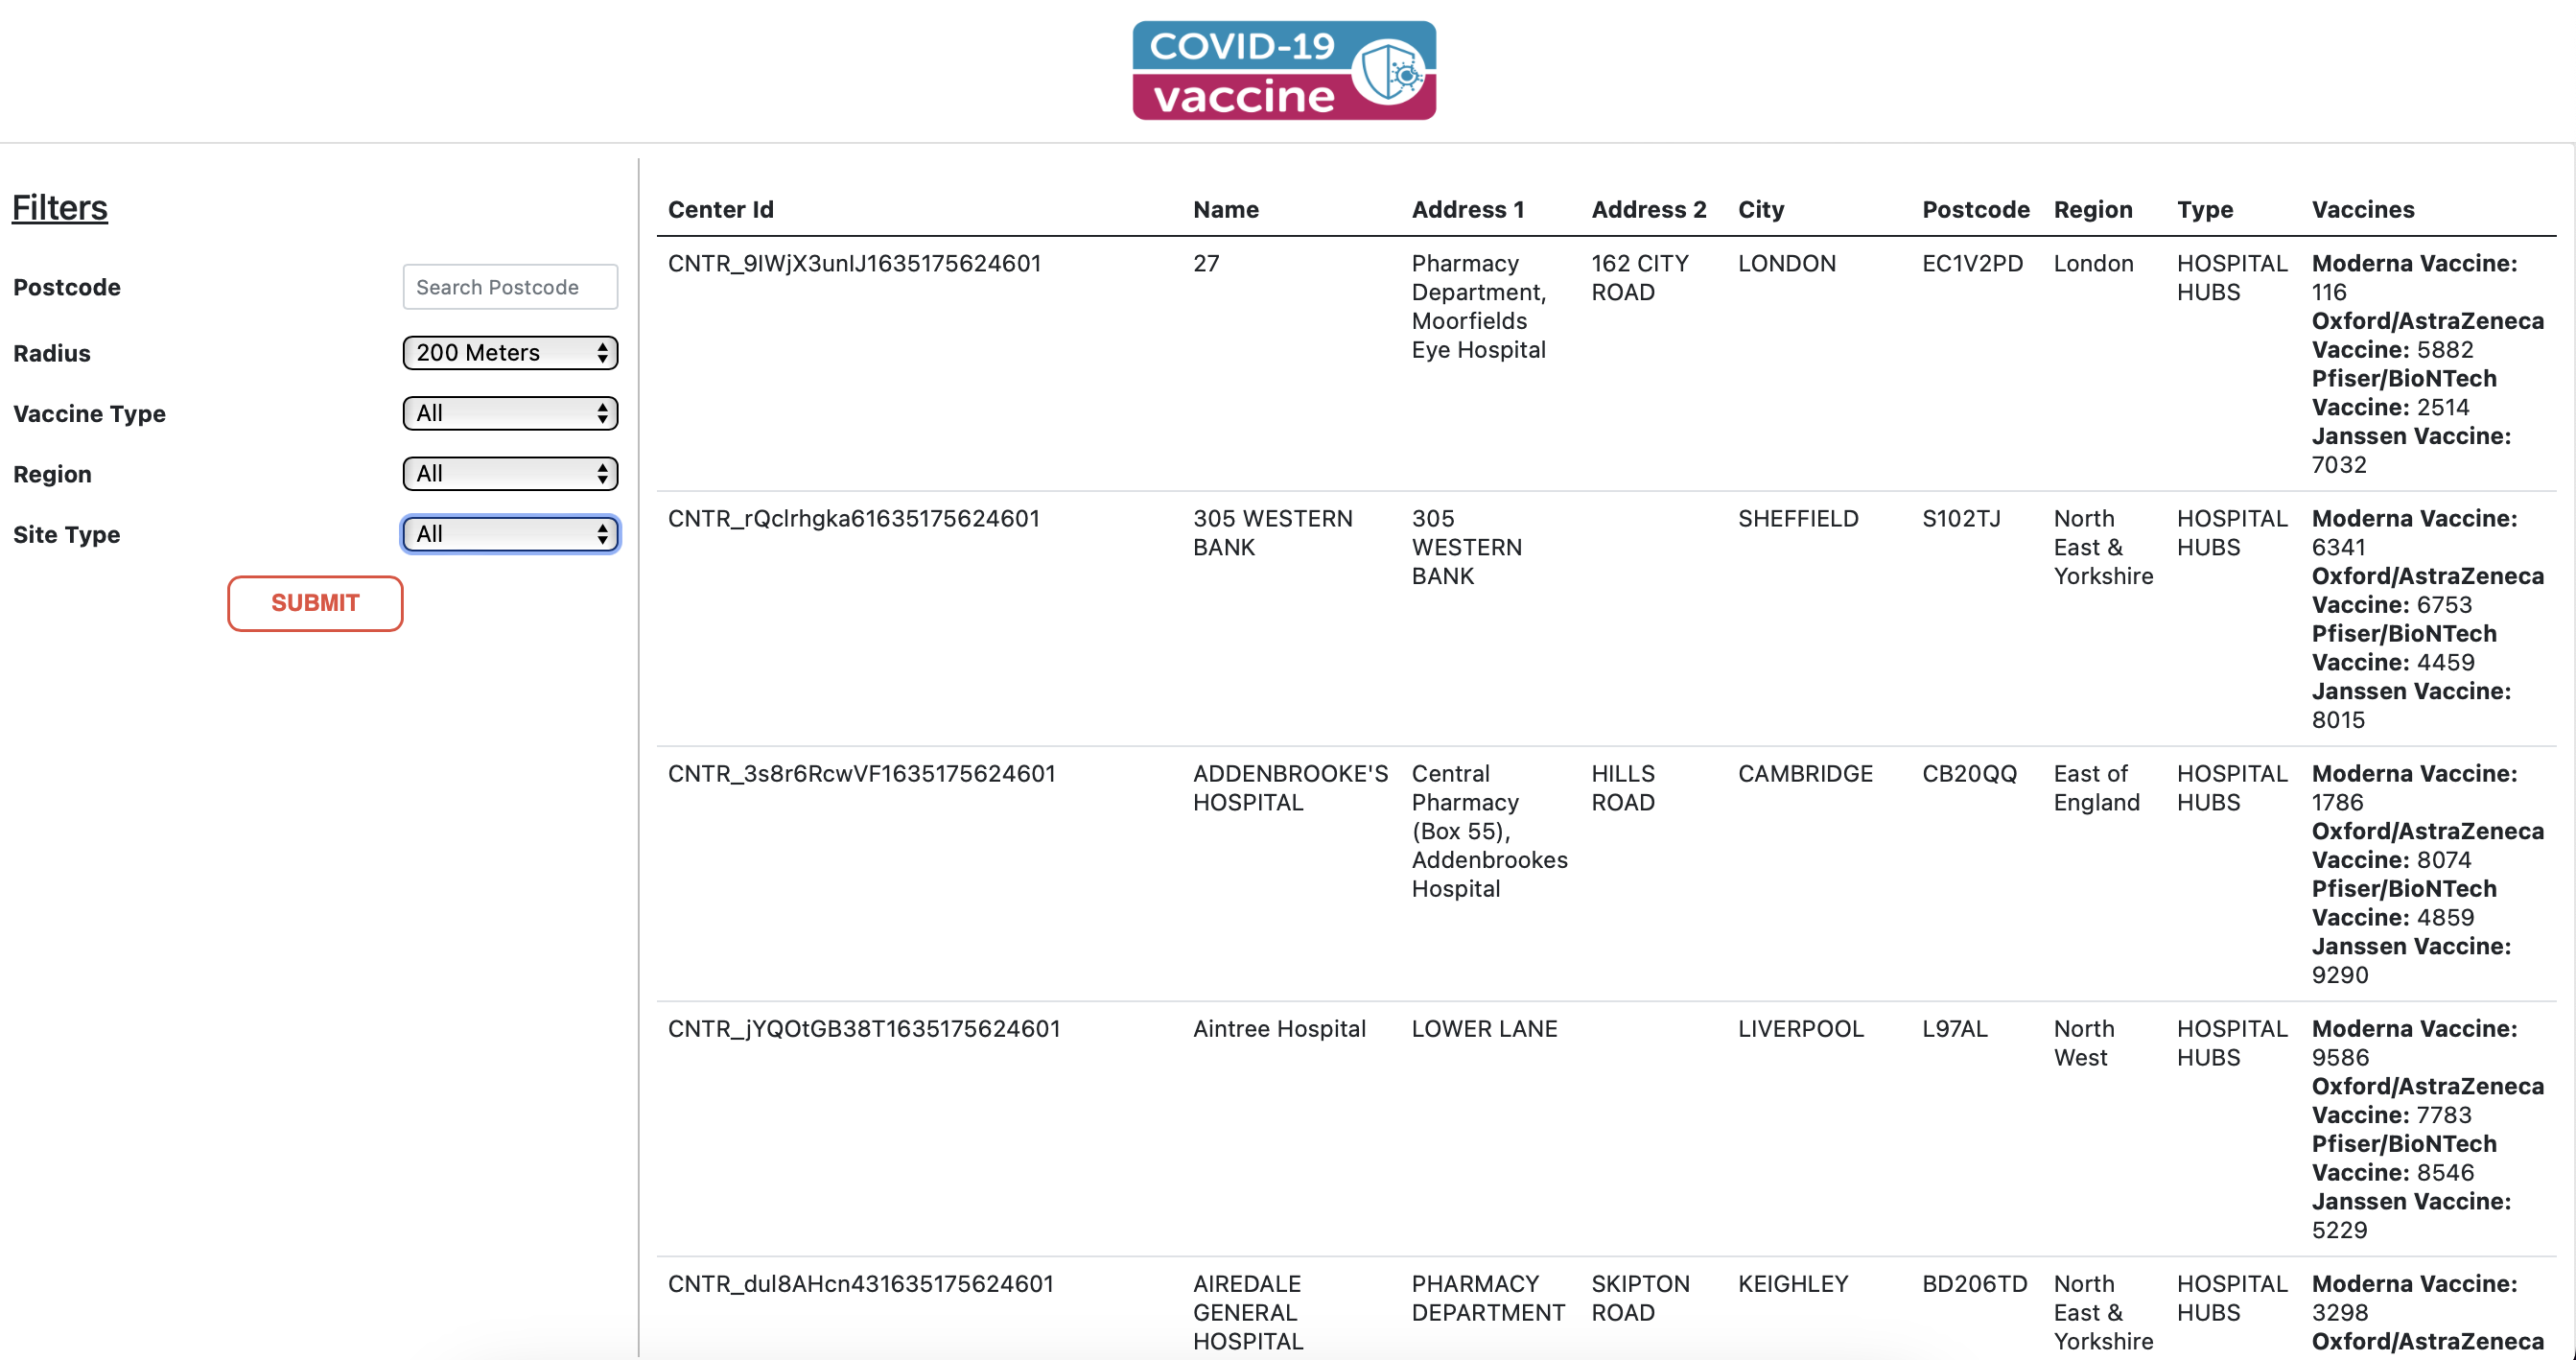 COVID-19
vaccine
Filters
Postcode
Search Postcode
Radius
200 Meters
Vaccine Type
All
Region
All
Site Type
All
SUBMIT
Center Id Name Address 1 Address 2 City Postcode Region Type Vaccines
CNTR_9IWjX3unIJ1635175624601 27 Pharmacy 162 CITY LONDON EC1V2PD London HOSPITAL Moderna Vaccine:
Department, ROAD HUBS 116
Moorfields Oxford/AstraZeneca
Eye Hospital Vaccine: 5882
Pfiser/BioNTech
Vaccine: 2514
Janssen Vaccine:
7032
CNTR_rQclrhgka61635175624601 305 WESTERN 305 SHEFFIELD S102TJ North HOSPITAL Moderna Vaccine:
BANK WESTERN East & HUBS 6341
BANK Yorkshire Oxford/AstraZeneca
Vaccine: 6753
Pfiser/BioNTech
Vaccine: 4459
Janssen Vaccine:
8015
CNTR_3s8r6RcwVF1635175624601 ADDENBROOKE'S Central HILLS CAMBRIDGE CB20QQ East of HOSPITAL Moderna Vaccine:
HOSPITAL Pharmacy ROAD England HUBS 1786
(Box 55), Oxford/AstraZeneca
Addenbrookes Vaccine: 8074
Hospital Pfiser/BioNTech
Vaccine: 4859
Janssen Vaccine:
9290
CNTR_jYQOtGB38T1635175624601 Aintree Hospital LOWER LANE LIVERPOOL L97AL North HOSPITAL Moderna Vaccine:
West HUBS 9586
Oxford/AstraZeneca
Vaccine: 7783
Pfiser/BioNTech
Vaccine: 8546
Janssen Vaccine:
5229
CNTR_dul8AHcn431635175624601 AIREDALE PHARMACY SKIPTON KEIGHLEY BD206TD North HOSPITAL Moderna Vaccine:
GENERAL DEPARTMENT ROAD East & HUBS 3298
HOSPITAL Yorkshire Oxford/AstraZeneca